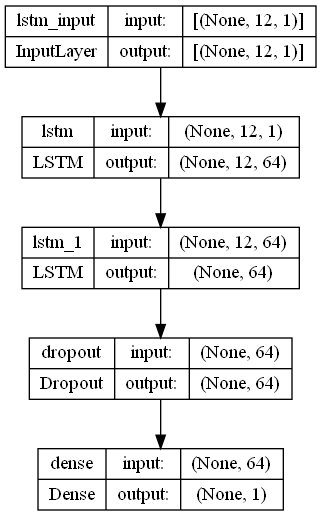 lstm_input input: [(None, 12, 1)]
InputLayer output: [(None, 12, 1)]
lstm input: (None, 12, 1)
LSTM output: (None, 12, 64)
lstm_1 input: (None, 12, 64)
LSTM output: (None, 64)
dropout input: (None, 64)
Dropout output: (None, 64)
dense input: (None, 64)
Dense output: (None, 1)